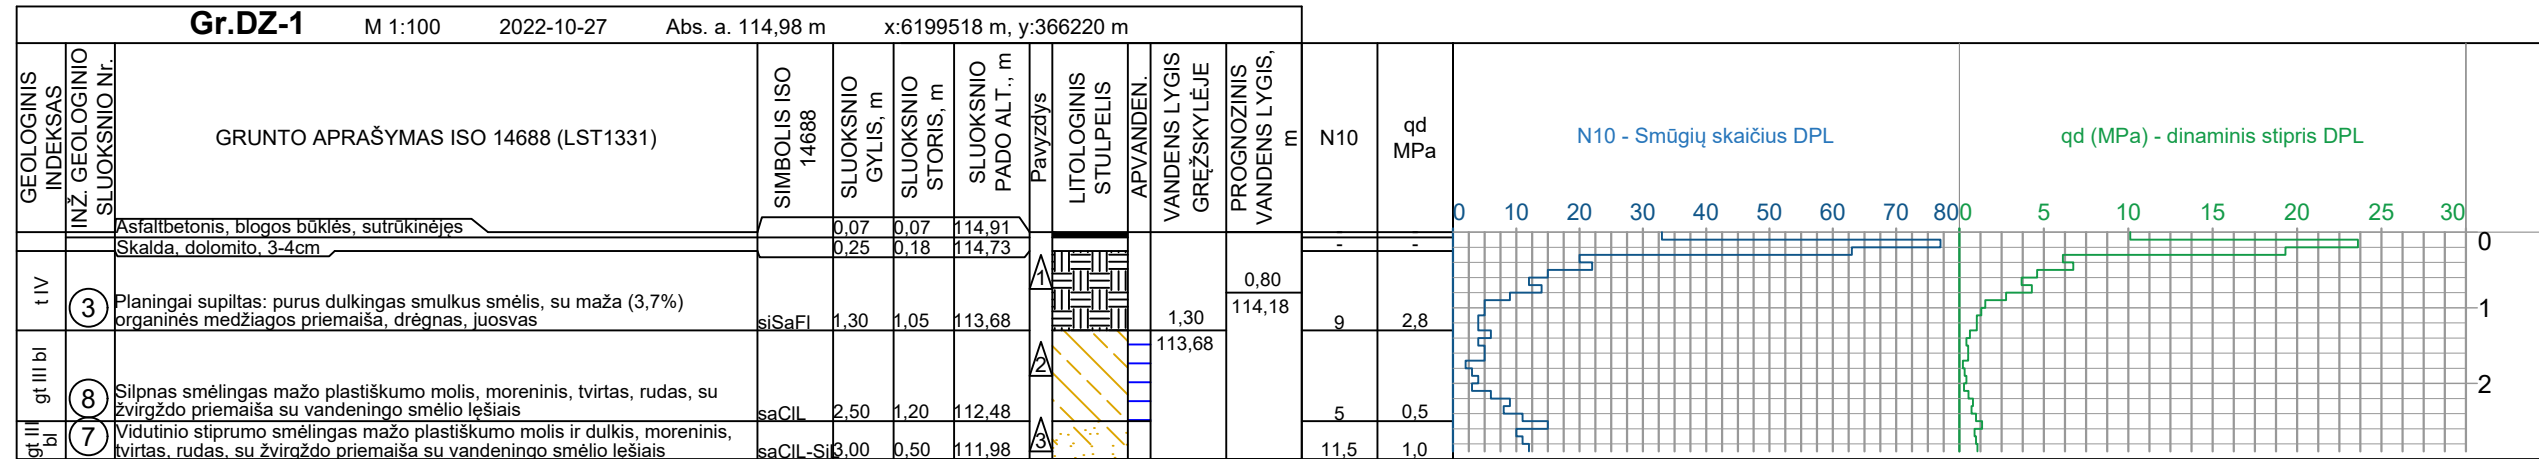 Gr.DZ-1 M 1:100 2022-10-27 Abs. a. 114,98 m x:6199518 m, y:366220 m
GEOLOGINIS
INDEKSAS
INŽ. GEOLOGINIO
SLUOKSNIO Nr.
GRUNTO APRAŠYMAS ISO 14688 (LST1331)
SIMBOLIS ISO
14688
SLUOKSNIO
GYLIS, m
SLUOKSNIO
STORIS, m
SLUOKSNIO
PADO ALT., m
Pavyzdys
LITOLOGINIS
STULPELIS
APVANDEN.
VANDENS LYGIS
GRĘŽSKYLĖJE
PROGNOZINIS
VANDENS LYGIS,
m
N10
qd
MPa
N10 - Smūgių skaičius DPL
qd (MPa) - dinaminis stipris DPL
0 10 20 30 40 50 60 70 80
0 5 10 15 20 25 30
Asfaltbetonis, blogos būklės, sutrūkinėjęs 0,07 0,07 114,91 - -
Skalda, dolomito, 3-4cm 0,25 0,18 114,73 - -
0
t IV
3
Planingai supiltas: purus dulkingas smulkus smėlis, su maža (3,7%)
organinės medžiagos priemaiša, drėgnas, juosvas
siSaFI 1,30 1,05 113,68
1
1,30
113,68
0,80
114,18
9 2,8
1
gt III bl
8
Silpnas smėlingas mažo plastiškumo molis, moreninis, tvirtas, rudas, su
žvirgždo priemaiša su vandeningo smėlio lęšiais
saClL 2,50 1,20 112,48
2
5 0,5
2
gt III
bl
7
Vidutinio stiprumo smėlingas mažo plastiškumo molis ir dulkis, moreninis,
tvirtas, rudas, su žvirgždo priemaiša su vandeningo smėlio lęšiais
saClL-SiL 3,00 0,50 111,98
3
11,5 1,0